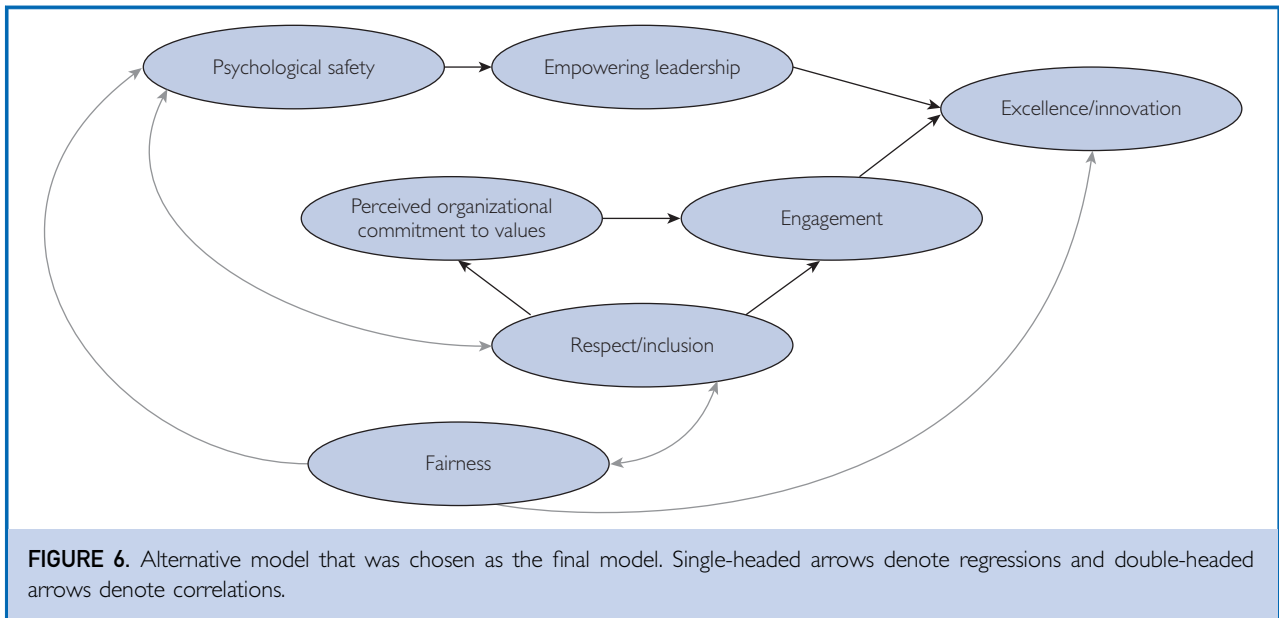 Psychological safety
Empowering leadership
Excellence/innovation
Perceived organizational
commitment to values
Engagement
Respect/inclusion
Fairness
FIGURE 6. Alternative model that was chosen as the final model. Single-headed arrows denote regressions and double-headed
arrows denote correlations.